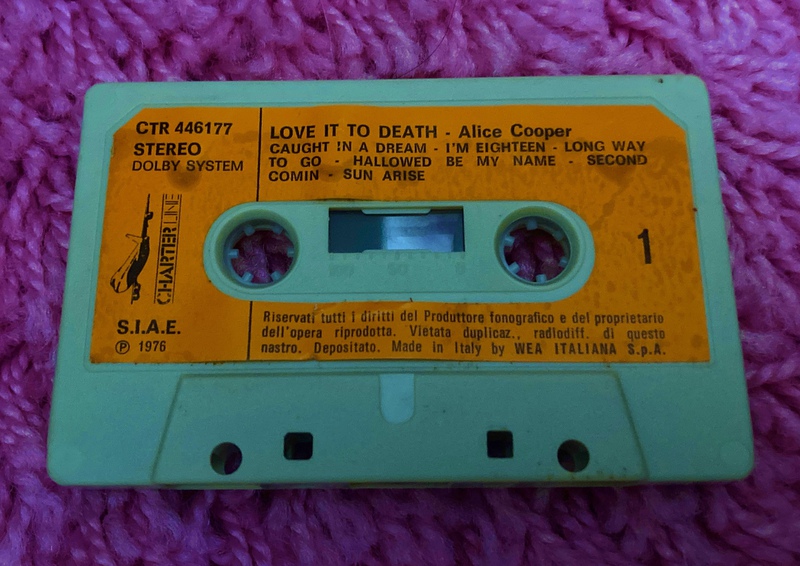 CTR 446177
STEREO
DOLBY SYSTEM
LOVE IT TO DEATH - Alice Cooper
CAUGHT IN A DREAM - I'M EIGHTEEN - LONG WAY
TO GO - HALLOWED BE MY NAME - SECOND
COMIN - SUN ARISE
CHARTER LINE
1
S.I.A.E.
Ⓟ 1976
Riservati tutti i diritti del Produttore fonografico e del proprietario
dell'opera riprodotta. Vietata duplicaz., radiodiff. di questo
nastro. Depositato. Made in Italy by WEA ITALIANA S.p.A.